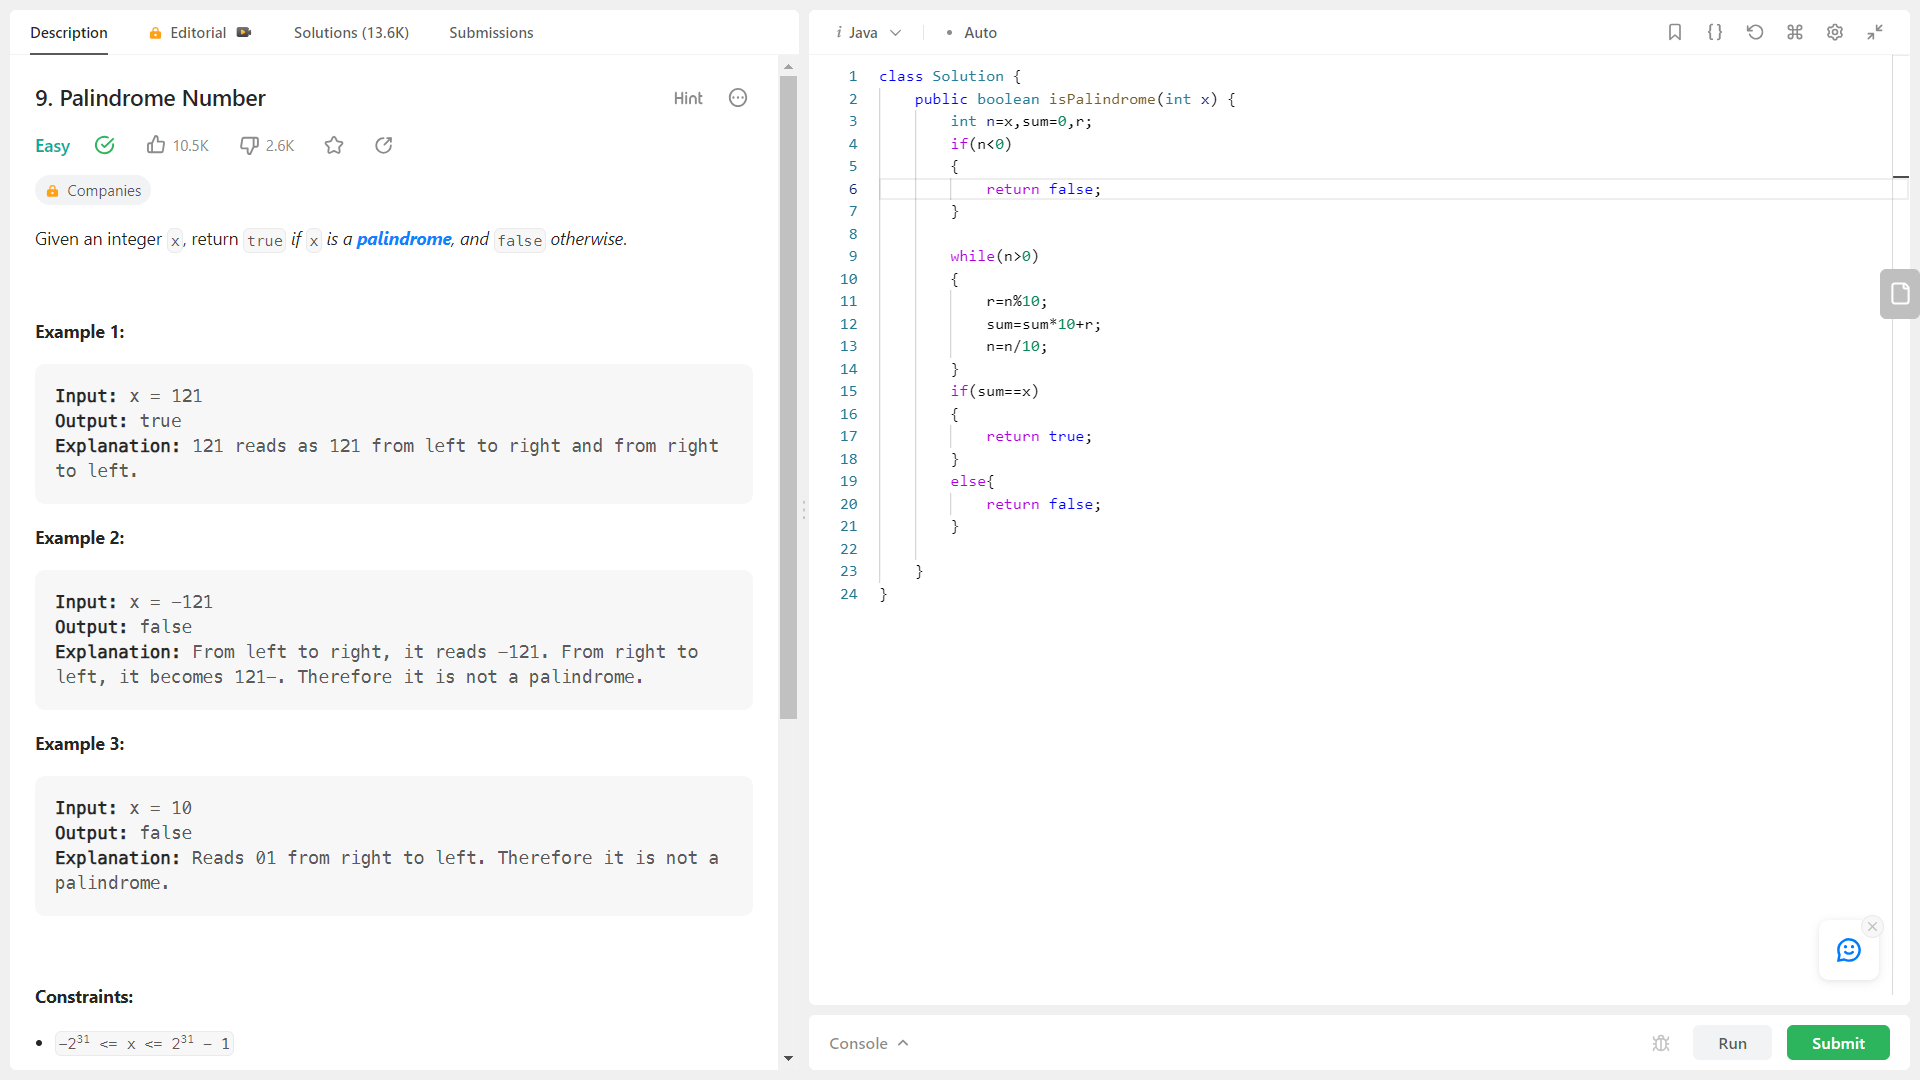 Description
Editorial
Solutions (13.6K)
Submissions
9. Palindrome Number
Hint
Easy
10.5K
2.6K
Companies
Given an integer x, return true if x is a palindrome, and false otherwise.
Example 1:
Input: x = 121
Output: true
Explanation: 121 reads as 121 from left to right and from right
to left.
Example 2:
Input: x = -121
Output: false
Explanation: From left to right, it reads -121. From right to
left, it becomes 121-. Therefore it is not a palindrome.
Example 3:
Input: x = 10
Output: false
Explanation: Reads 01 from right to left. Therefore it is not a
palindrome.
Constraints:
• -2³¹ <= x <= 2³¹ - 1
i Java
• Auto
1 class Solution {
2     public boolean isPalindrome(int x) {
3         int n=x,sum=0,r;
4         if(n<0)
5         {
6             return false;
7         }
8
9         while(n>0)
10         {
11             r=n%10;
12             sum=sum*10+r;
13             n=n/10;
14         }
15         if(sum==x)
16         {
17             return true;
18         }
19         else{
20             return false;
21         }
22
23     }
24 }
Console
Run
Submit